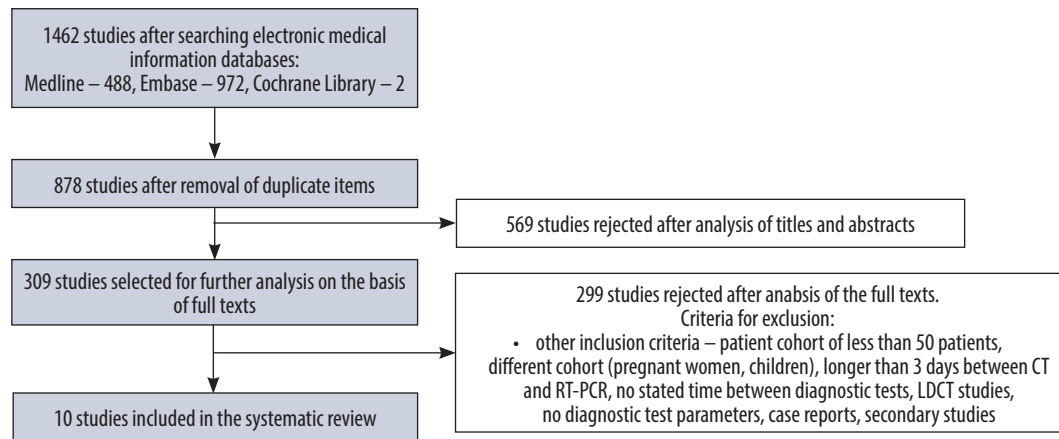 1462 studies after searching electronic medical
information databases:
Medline – 488, Embase – 972, Cochrane Library – 2
878 studies after removal of duplicate items
569 studies rejected after analysis of titles and abstracts
309 studies selected for further analysis on the basis
of full texts
299 studies rejected after anabsis of the full texts.
Criteria for exclusion:
• other inclusion criteria – patient cohort of less than 50 patients,
different cohort (pregnant women, children), longer than 3 days between CT
and RT-PCR, no stated time between diagnostic tests, LDCT studies,
no diagnostic test parameters, case reports, secondary studies
10 studies included in the systematic review